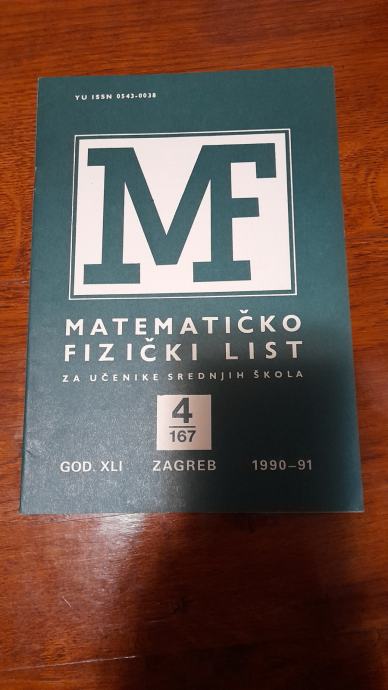 YU ISSN 0543-0038
MF
MATEMATIČKO
FIZIČKI LIST
ZA UČENIKE SREDNJIH ŠKOLA
4
167
GOD. XLI ZAGREB 1990-91